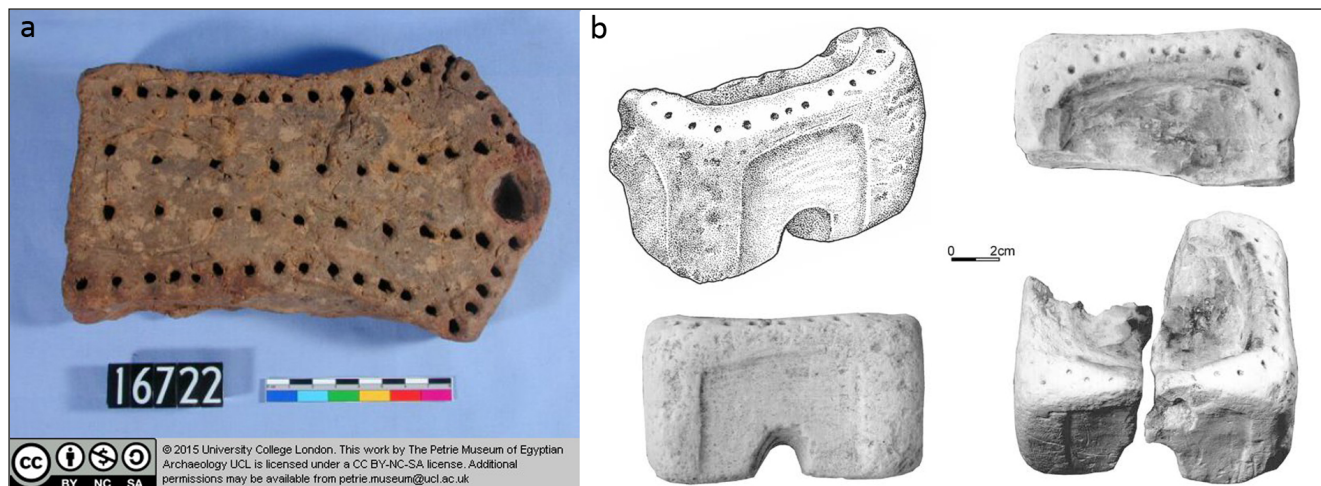 a
b
0 2cm
16722
cc
BY NC SA
© 2015 University College London. This work by The Petrie Museum of Egyptian
Archaeology UCL is licensed under a CC BY-NC-SA license. Additional
permissions may be available from petrie.museum@ucl.ac.uk